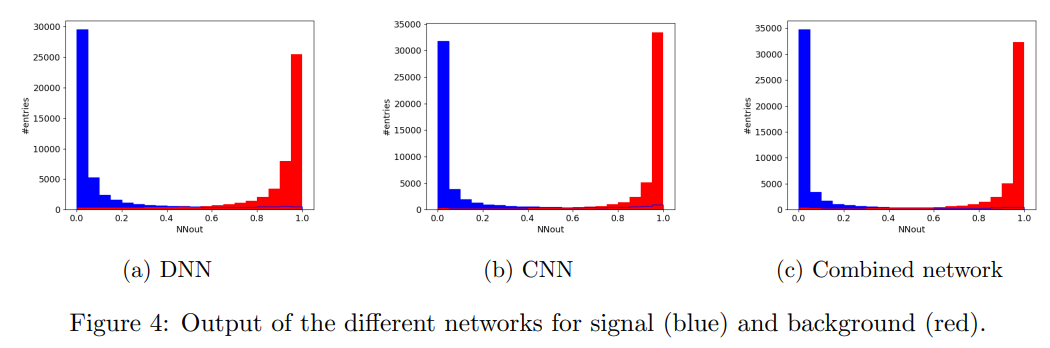 30000
25000
20000
15000
10000
5000
0
#entries
0.0 0.2 0.4 0.6 0.8 1.0
NNout
(a) DNN
35000
30000
25000
20000
15000
10000
5000
0
#entries
0.0 0.2 0.4 0.6 0.8 1.0
NNout
(b) CNN
35000
30000
25000
20000
15000
10000
5000
0
#entries
0.0 0.2 0.4 0.6 0.8 1.0
NNout
(c) Combined network
Figure 4: Output of the different networks for signal (blue) and background (red).